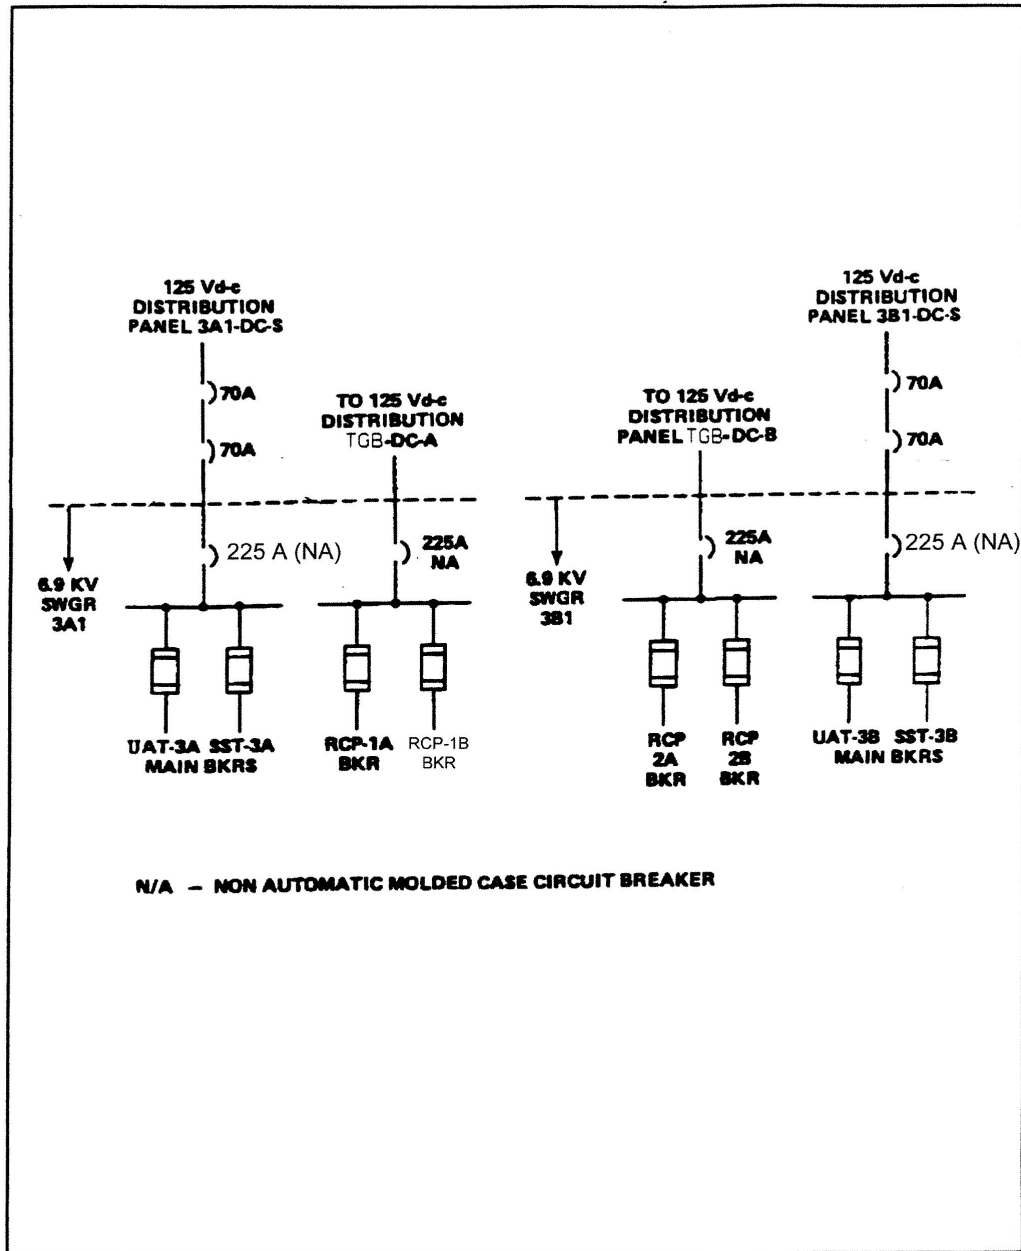 125 Vd-c
DISTRIBUTION
PANEL 3A1-DC-S
70A
70A
TO 125 Vd-c
DISTRIBUTION
TGB-DC-A
225 A (NA)
225A
NA
6.9 KV
SWGR
3A1
UAT-3A SST-3A
MAIN BKRS
RCP-1A
BKR
RCP-1B
BKR
TO 125 Vd-c
DISTRIBUTION
PANEL TGB-DC-B
125 Vd-c
DISTRIBUTION
PANEL 3B1-DC-S
70A
70A
225A
NA
225 A (NA)
6.9 KV
SWGR
3B1
RCP
2A
BKR
RCP
2B
BKR
UAT-3B SST-3B
MAIN BKRS
N/A – NON AUTOMATIC MOLDED CASE CIRCUIT BREAKER